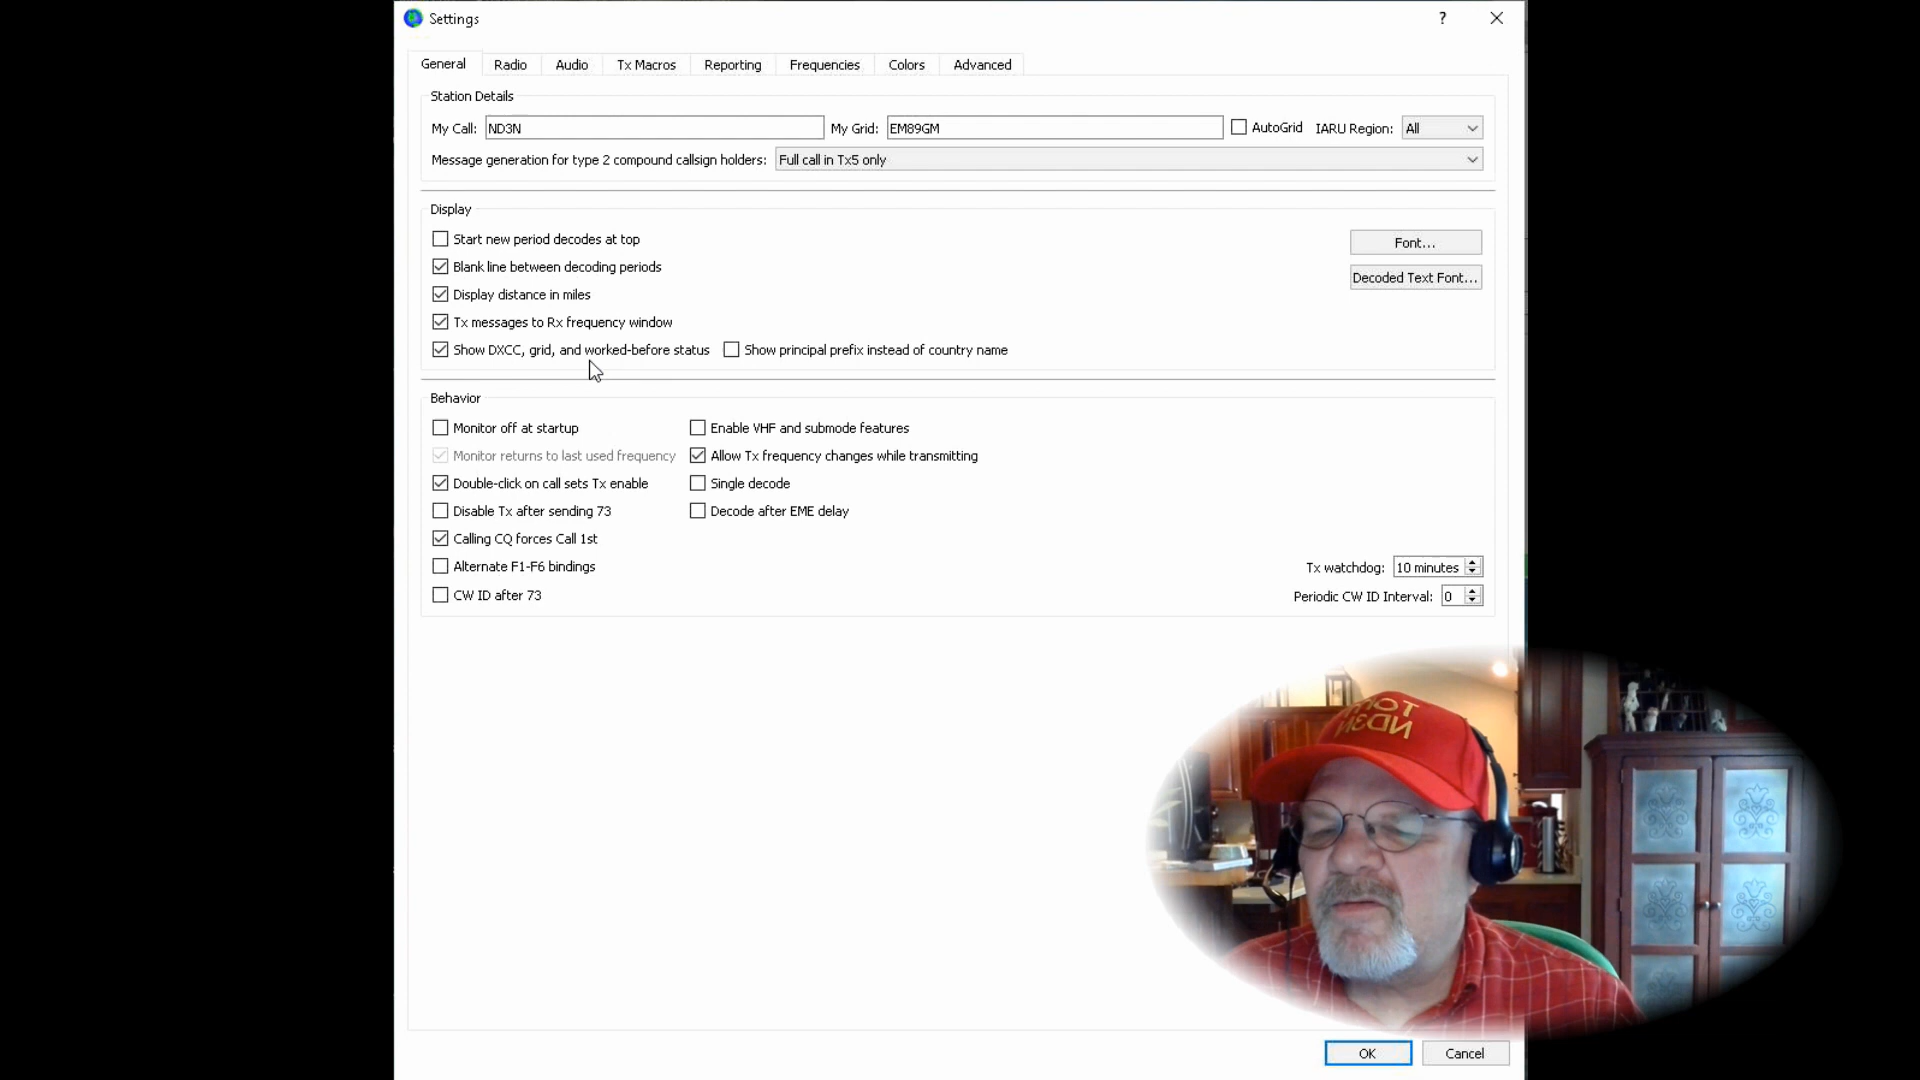 Settings
?
General Radio Audio Tx Macros Reporting Frequencies Colors Advanced
Station Details
My Call: ND3N My Grid: EM89GM AutoGrid IARU Region: All
Message generation for type 2 compound callsign holders: Full call in Tx5 only
Display
Start new period decodes at top
Font...
Blank line between decoding periods
Decoded Text Font...
Display distance in miles
Tx messages to Rx frequency window
Show DXCC, grid, and worked-before status Show principal prefix instead of country name
Behavior
Monitor off at startup Enable VHF and submode features
Monitor returns to last used frequency Allow Tx frequency changes while transmitting
Double-click on call sets Tx enable Single decode
Disable Tx after sending 73 Decode after EME delay
Calling CQ forces Call 1st
Alternate F1-F6 bindings Tx watchdog: 10 minutes
CW ID after 73 Periodic CW ID Interval: 0
TOM
ND3N
OK Cancel